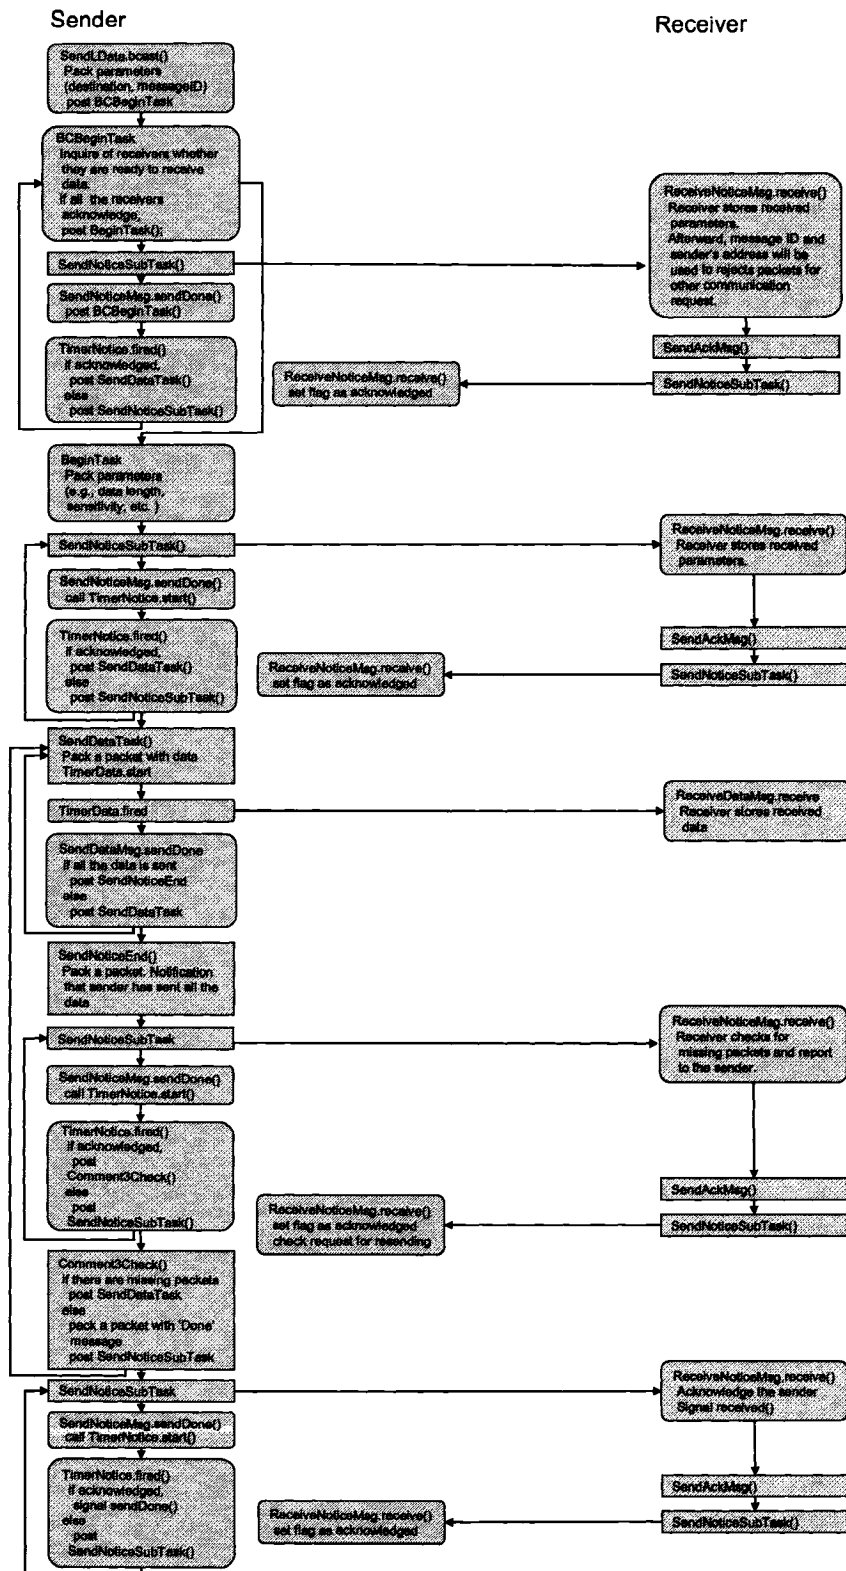 Sender
Receiver
SendLData.bcast()
Pack parameters
(destination, messageID)
post BCBeginTask
BCBeginTask
Inquire of receivers whether
they are ready to receive
data.
If all the receivers
acknowledge,
post BeginTask();
SendNoticeSubTask()
SendNoticeMsg.sendDone()
post BCBeginTask()
TimerNotice.fired()
if acknowledged,
post SendDataTask()
else
post SendNoticeSubTask()
ReceiveNoticeMsg.receive()
Receiver stores received
parameters.
Afterward, message ID and
sender's address will be
used to rejects packets for
other communication
request.
SendAckMsg()
SendNoticeSubTask()
ReceiveNoticeMsg.receive()
set flag as acknowledged
BeginTask
Pack parameters
(e.g., data length,
sensitivity, etc. )
SendNoticeSubTask()
SendNoticeMsg.sendDone()
call TimerNotice.start()
TimerNotice.fired()
if acknowledged,
post SendDataTask()
else
post SendNoticeSubTask()
ReceiveNoticeMsg.receive()
Receiver stores received
parameters.
SendAckMsg()
SendNoticeSubTask()
ReceiveNoticeMsg.receive()
set flag as acknowledged
SendDataTask()
Pack a packet with data
TimerData.start
TimerData.fired
SendDataMsg.sendDone
if all the data is sent
post SendNoticeEnd
else
post SendDataTask
ReceiveDataMsg.receive
Receiver stores received
data
SendNoticeEnd()
Pack a packet. Notification
that sender has sent all the
data
SendNoticeSubTask
SendNoticeMsg.sendDone()
call TimerNotice.start()
TimerNotice.fired()
if acknowledged,
post
Comment3Check()
else
post
SendNoticeSubTask()
ReceiveNoticeMsg.receive()
Receiver checks for
missing packets and report
to the sender.
SendAckMsg()
SendNoticeSubTask()
ReceiveNoticeMsg.receive()
set flag as acknowledged
check request for resending
Comment3Check()
if there are missing packets
post SendDataTask
else
pack a packet with 'Done'
message
post SendNoticeSubTask
SendNoticeSubTask
SendNoticeMsg.sendDone()
call TimerNotice.start()
TimerNotice.fired()
if acknowledged,
signal sendDone()
else
post
SendNoticeSubTask()
ReceiveNoticeMsg.receive()
Acknowledge the sender
Signal received()
SendAckMsg()
SendNoticeSubTask()
ReceiveNoticeMsg.receive()
set flag as acknowledged